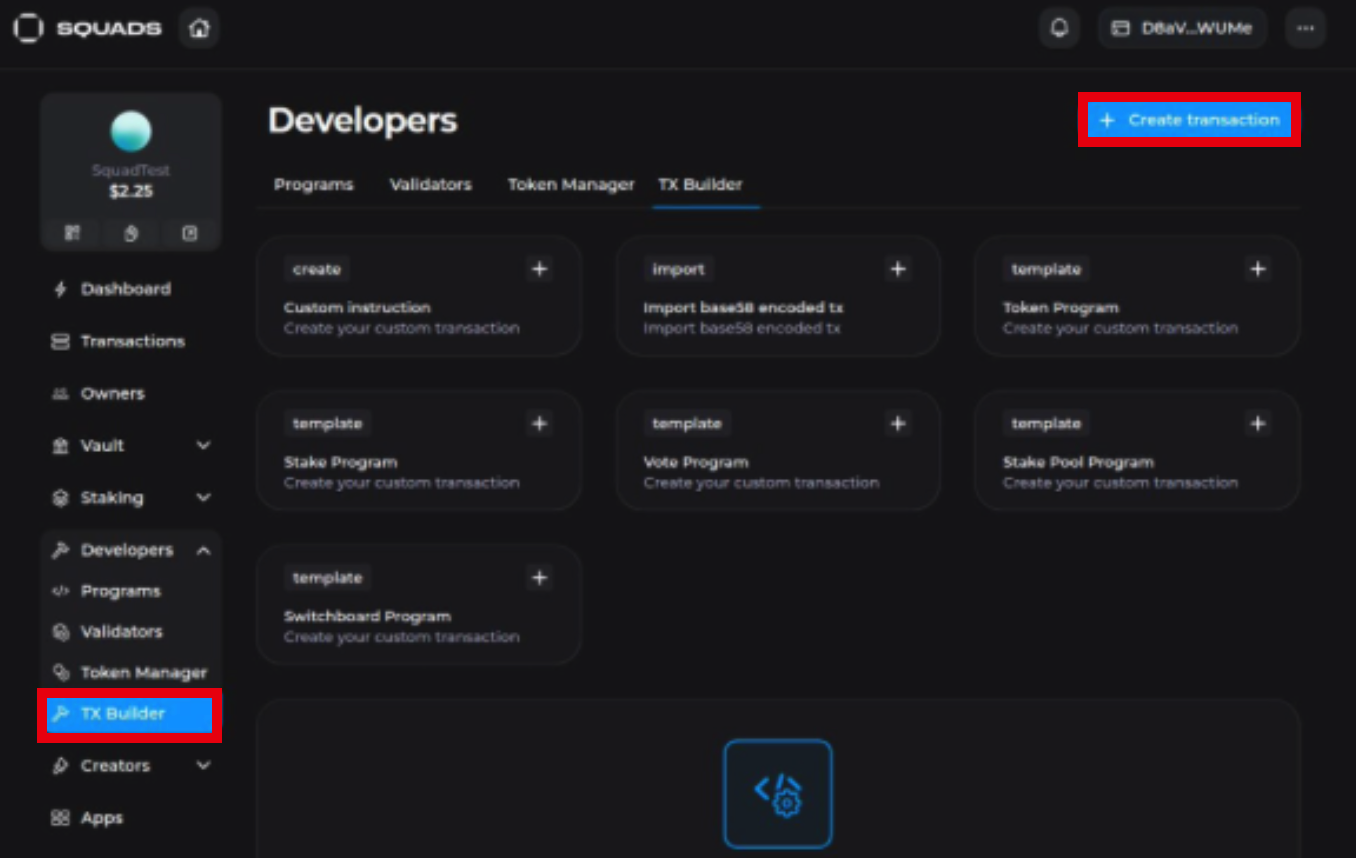 SQUADS
D8aV...WUMe
SquadTest
$2.25
Dashboard
Transactions
Owners
Vault
Staking
Developers
Programs
Validators
Token Manager
TX Builder
Creators
Apps
Developers
+ Create transaction
Programs Validators Token Manager TX Builder
create
Custom instruction
Create your custom transaction
import
Import base58 encoded tx
Import base58 encoded tx
template
Token Program
Create your custom transaction
template
Stake Program
Create your custom transaction
template
Vote Program
Create your custom transaction
template
Stake Pool Program
Create your custom transaction
template
Switchboard Program
Create your custom transaction